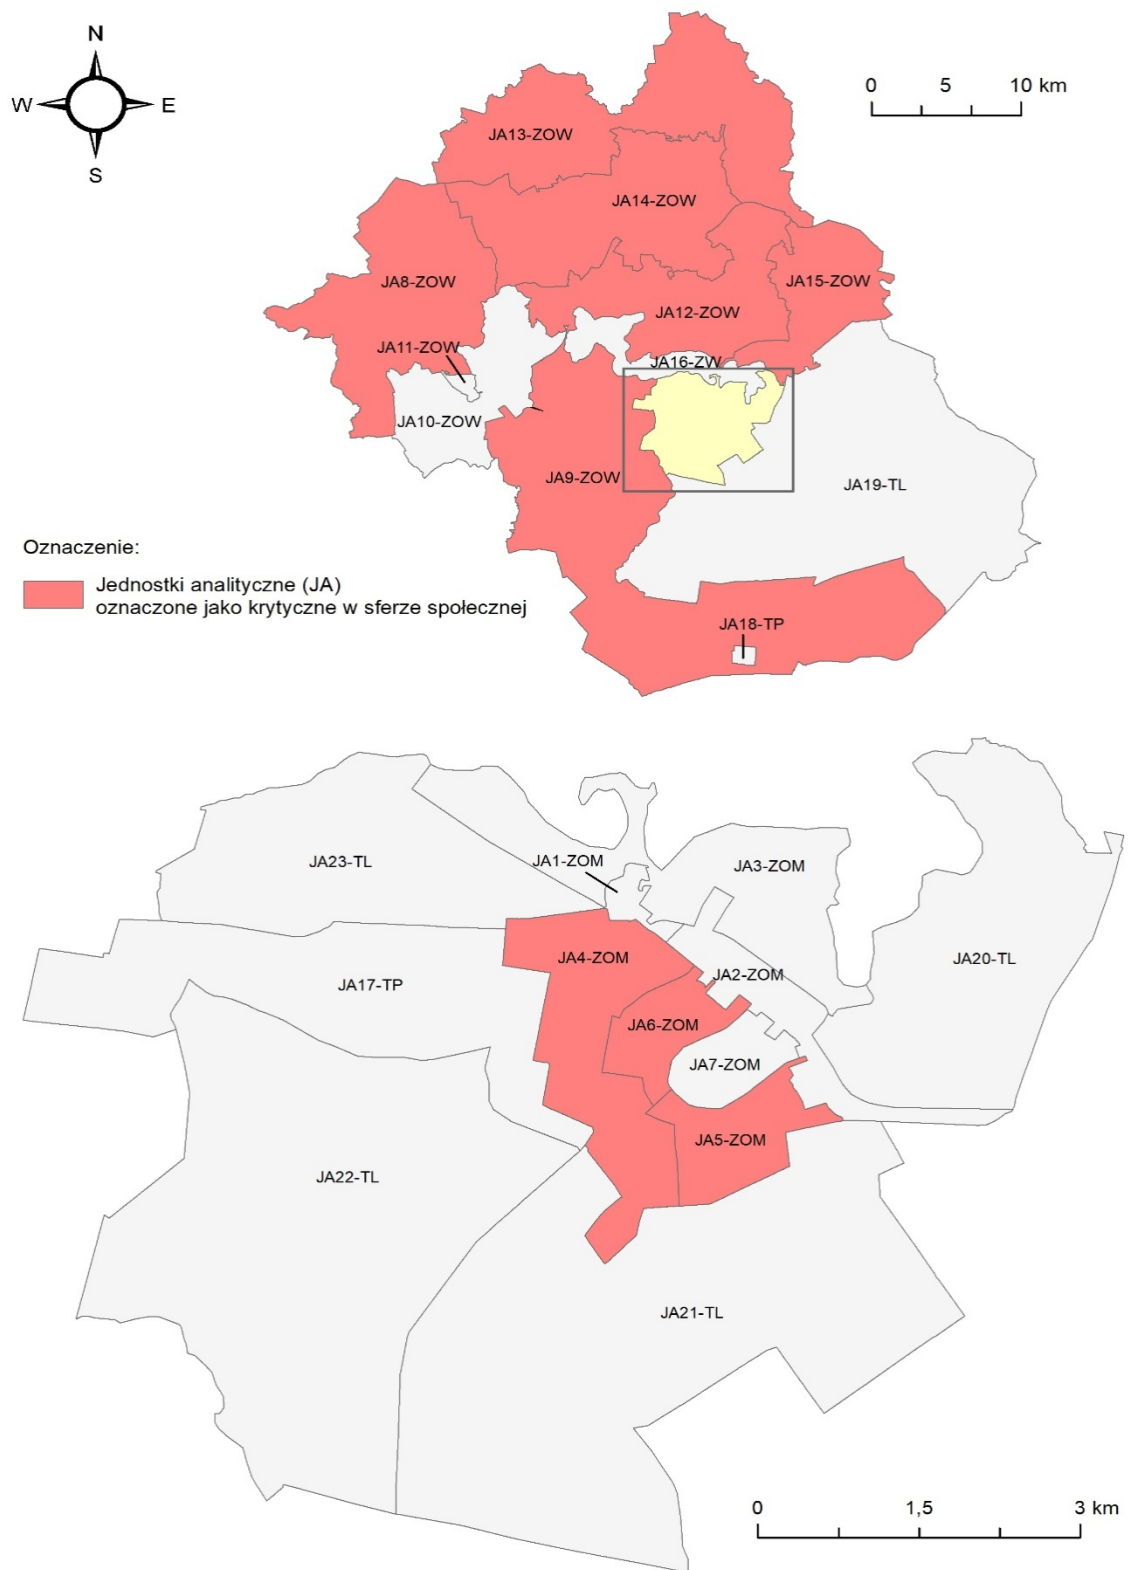 N
W
E
S
0 5 10 km
JA13-ZOW
JA14-ZOW
JA8-ZOW
JA15-ZOW
JA12-ZOW
JA11-ZOW
JA16-ZW
JA10-ZOW
JA9-ZOW
JA19-TL
Oznaczenie:
Jednostki analityczne (JA)
oznaczone jako krytyczne w sferze społecznej
JA18-TP
JA23-TL
JA1-ZOM
JA3-ZOM
JA4-ZOM
JA20-TL
JA17-TP
JA2-ZOM
JA6-ZOM
JA7-ZOM
JA5-ZOM
JA22-TL
JA21-TL
0 1,5 3 km